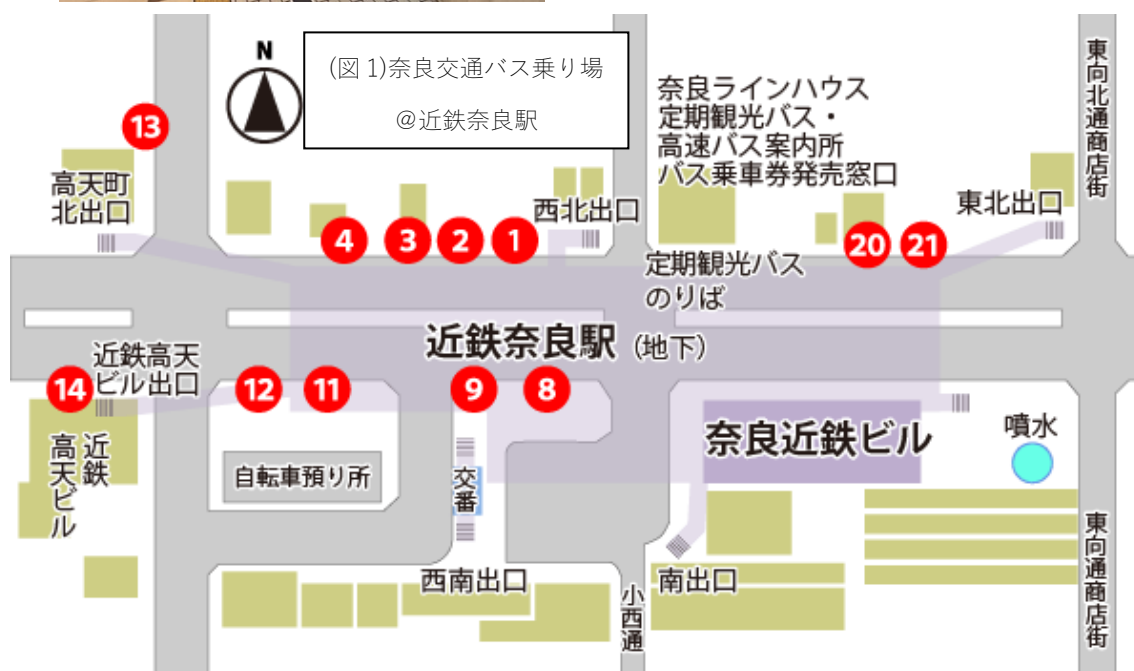 N
(図1)奈良交通バス乗り場
@近鉄奈良駅
奈良ラインハウス
定期観光バス・
高速バス案内所
バス乗車券発売窓口
東向北通商店街
13
高天町
北出口
4
3
2
1
西北出口
20
21
東北出口
定期観光バス
のりば
近鉄奈良駅 (地下)
近鉄高天
ビル出口
14
12
11
9
8
奈良近鉄ビル
噴水
近鉄
高天ビル
自転車預り所
交番
西南出口
小西通
南出口
東向通商店街